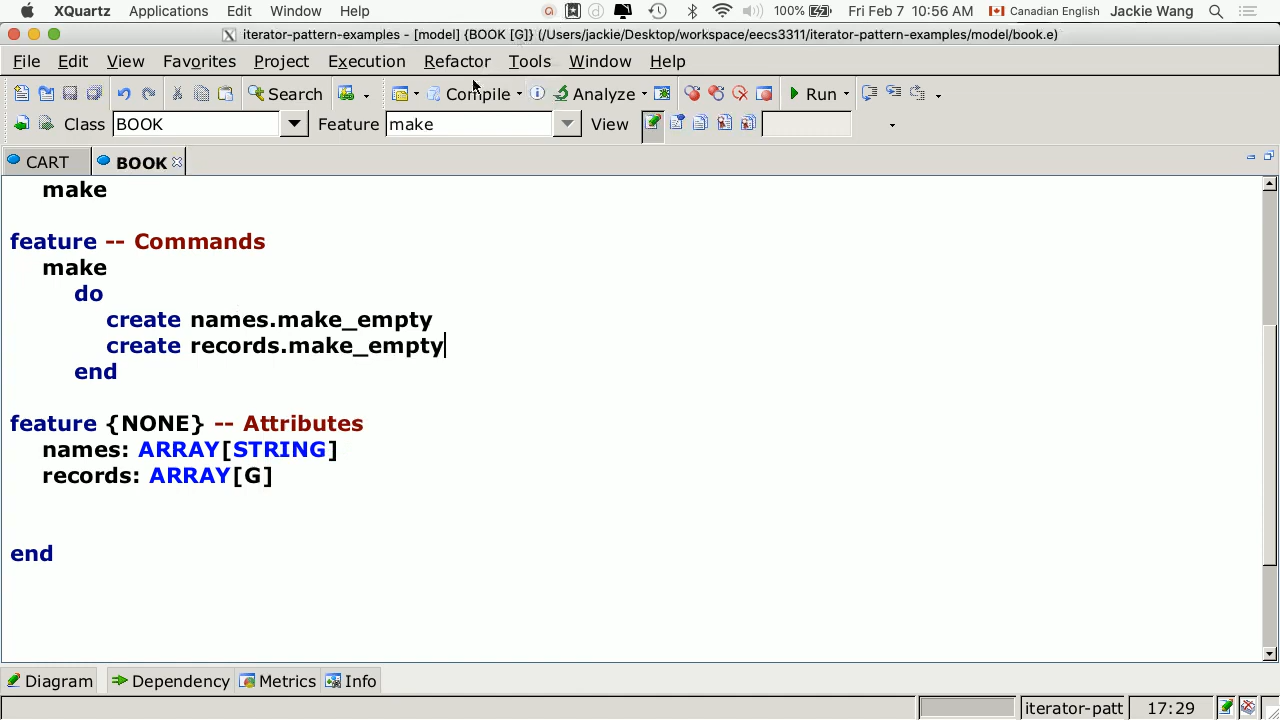 XQuartz Applications Edit Window Help 100% Fri Feb 7 10:56 AM Canadian English Jackie Wang
iterator-pattern-examples - [model] {BOOK [G]} (/Users/jackie/Desktop/workspace/eecs3311/iterator-pattern-examples/model/book.e)
File Edit View Favorites Project Execution Refactor Tools Window Help
Search Compile Analyze Run
Class BOOK Feature make View
CART BOOK
make
feature -- Commands
make
do
create names.make_empty
create records.make_empty
end
feature {NONE} -- Attributes
names: ARRAY[STRING]
records: ARRAY[G]
end
Diagram Dependency Metrics Info
iterator-patt 17:29